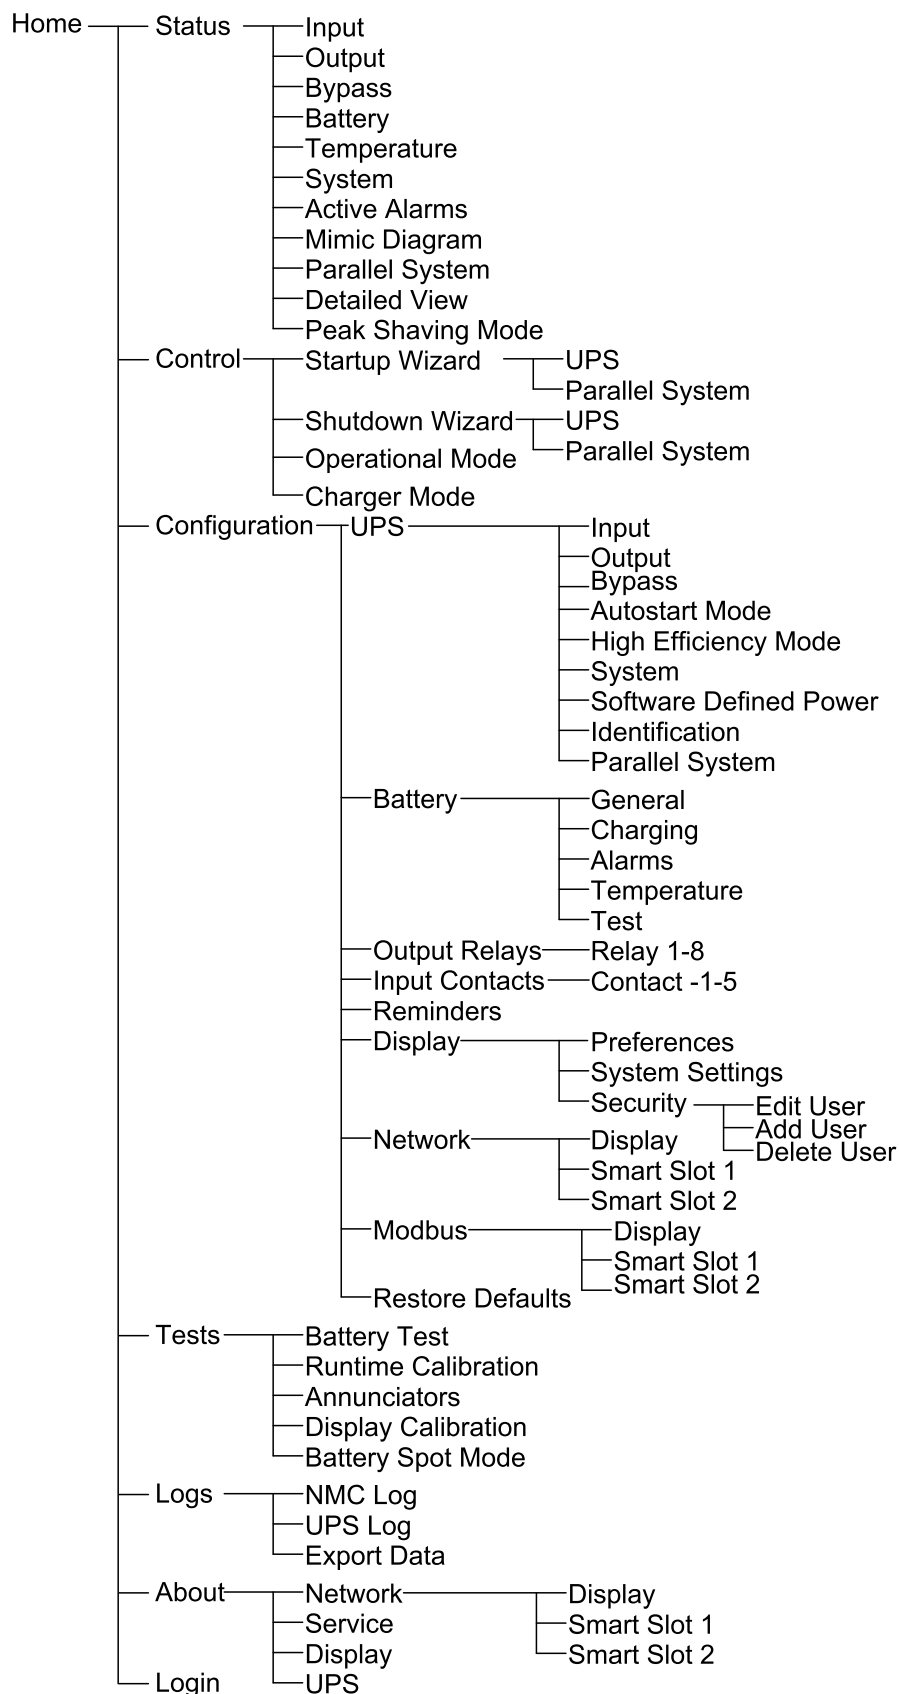 Home
Status
Input
Output
Bypass
Battery
Temperature
System
Active Alarms
Mimic Diagram
Parallel System
Detailed View
Peak Shaving Mode
Control
Startup Wizard
UPS
Parallel System
Shutdown Wizard
UPS
Parallel System
Operational Mode
Charger Mode
Configuration
UPS
Input
Output
Bypass
Autostart Mode
High Efficiency Mode
System
Software Defined Power
Identification
Parallel System
Battery
General
Charging
Alarms
Temperature
Test
Output Relays
Relay 1-8
Input Contacts
Contact -1-5
Reminders
Display
Preferences
System Settings
Security
Edit User
Add User
Delete User
Network
Display
Smart Slot 1
Smart Slot 2
Modbus
Display
Smart Slot 1
Smart Slot 2
Restore Defaults
Tests
Battery Test
Runtime Calibration
Annunciators
Display Calibration
Battery Spot Mode
Logs
NMC Log
UPS Log
Export Data
About
Network
Display
Smart Slot 1
Smart Slot 2
Service
Display
UPS
Login